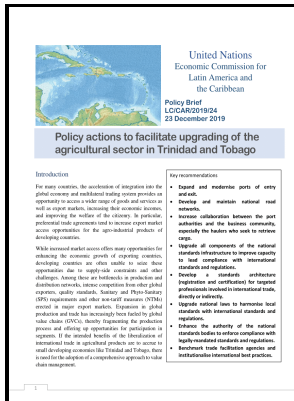 United Nations
Economic Commission for
Latin America and
the Caribbean
Policy Brief
LC/CAR/2019/24
23 December 2019
Policy actions to facilitate upgrading of the
agricultural sector in Trinidad and Tobago
Introduction
For many countries, the acceleration of integration into the
global economy and multilateral trading system provides an
opportunity to access a wider range of goods and services as
well as export markets, increasing their economic incomes,
and improving the welfare of the citizenry. In particular,
preferential trade agreements tend to increase export market
access opportunities for the agro-industrial products of
developing countries.
While increased market access offers many opportunities for
enhancing the economic growth of exporting countries,
developing countries are often unable to seize these
opportunities due to supply-side constraints and other
challenges. Among these are bottlenecks in production and
distribution networks, intense competition from other global
exporters, quality standards, Sanitary and Phyto-Sanitary
(SPS) requirements and other non-tariff measures (NTMs)
erected in major export markets. Expansion in global
production and trade has increasingly been fueled by global
value chains (GVCs), thereby fragmenting the production
process and offering up opportunities for participation in
segments. If the intended benefits of the liberalization of
international trade in agricultural products are to accrue to
small developing economies like Trinidad and Tobago, there
is need for the adoption of a comprehensive approach to value
chain management.
Key recommendations
• Expand and modernise ports of entry
and exit.
• Develop and maintain national road
networks.
• Increase collaboration between the port
authorities and the business community,
especially the hauliers who seek to retrieve
cargo.
• Upgrade all components of the national
standards infrastructure to improve capacity
to lead compliance with international
standards and regulations.
• Develop a standards architecture
(registration and certification) for targeted
professionals involved in international trade,
directly or indirectly.
• Upgrade national laws to harmonise local
standards with international standards and
regulations.
• Enhance the authority of the national
standards bodies to enforce compliance with
legally-mandated standards and regulations.
• Benchmark trade facilitation agencies and
institutionalise international best practices.
1